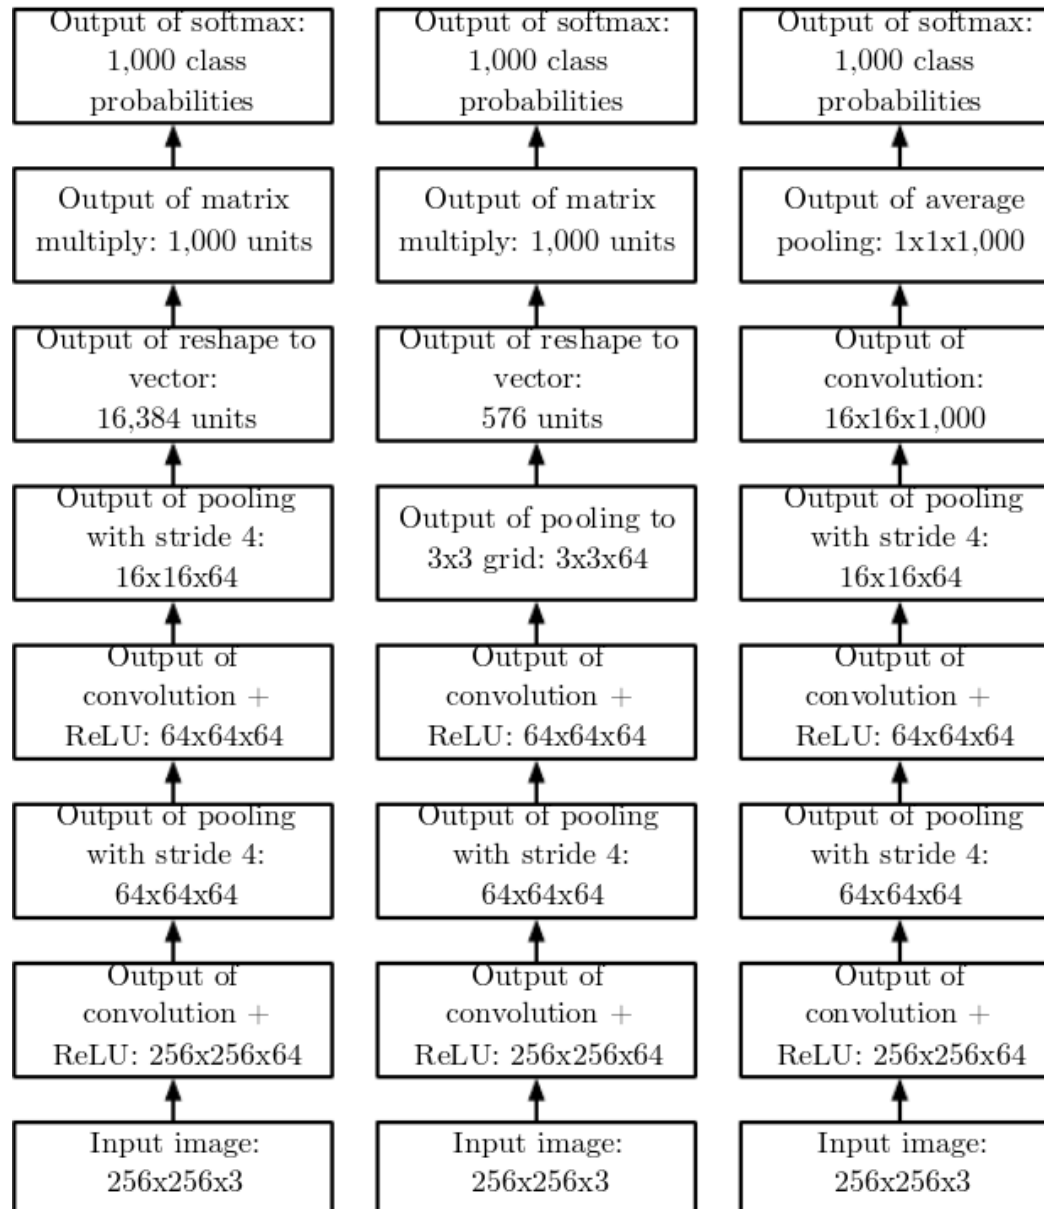 Output of softmax:
1,000 class
probabilities
Output of matrix
multiply: 1,000 units
Output of reshape to
vector:
16,384 units
Output of pooling
with stride 4:
16x16x64
Output of
convolution +
ReLU: 64x64x64
Output of pooling
with stride 4:
64x64x64
Output of
convolution +
ReLU: 256x256x64
Input image:
256x256x3
Output of softmax:
1,000 class
probabilities
Output of matrix
multiply: 1,000 units
Output of reshape to
vector:
576 units
Output of pooling to
3x3 grid: 3x3x64
Output of
convolution +
ReLU: 64x64x64
Output of pooling
with stride 4:
64x64x64
Output of
convolution +
ReLU: 256x256x64
Input image:
256x256x3
Output of softmax:
1,000 class
probabilities
Output of average
pooling: 1x1x1,000
Output of
convolution:
16x16x1,000
Output of pooling
with stride 4:
16x16x64
Output of
convolution +
ReLU: 64x64x64
Output of pooling
with stride 4:
64x64x64
Output of
convolution +
ReLU: 256x256x64
Input image:
256x256x3